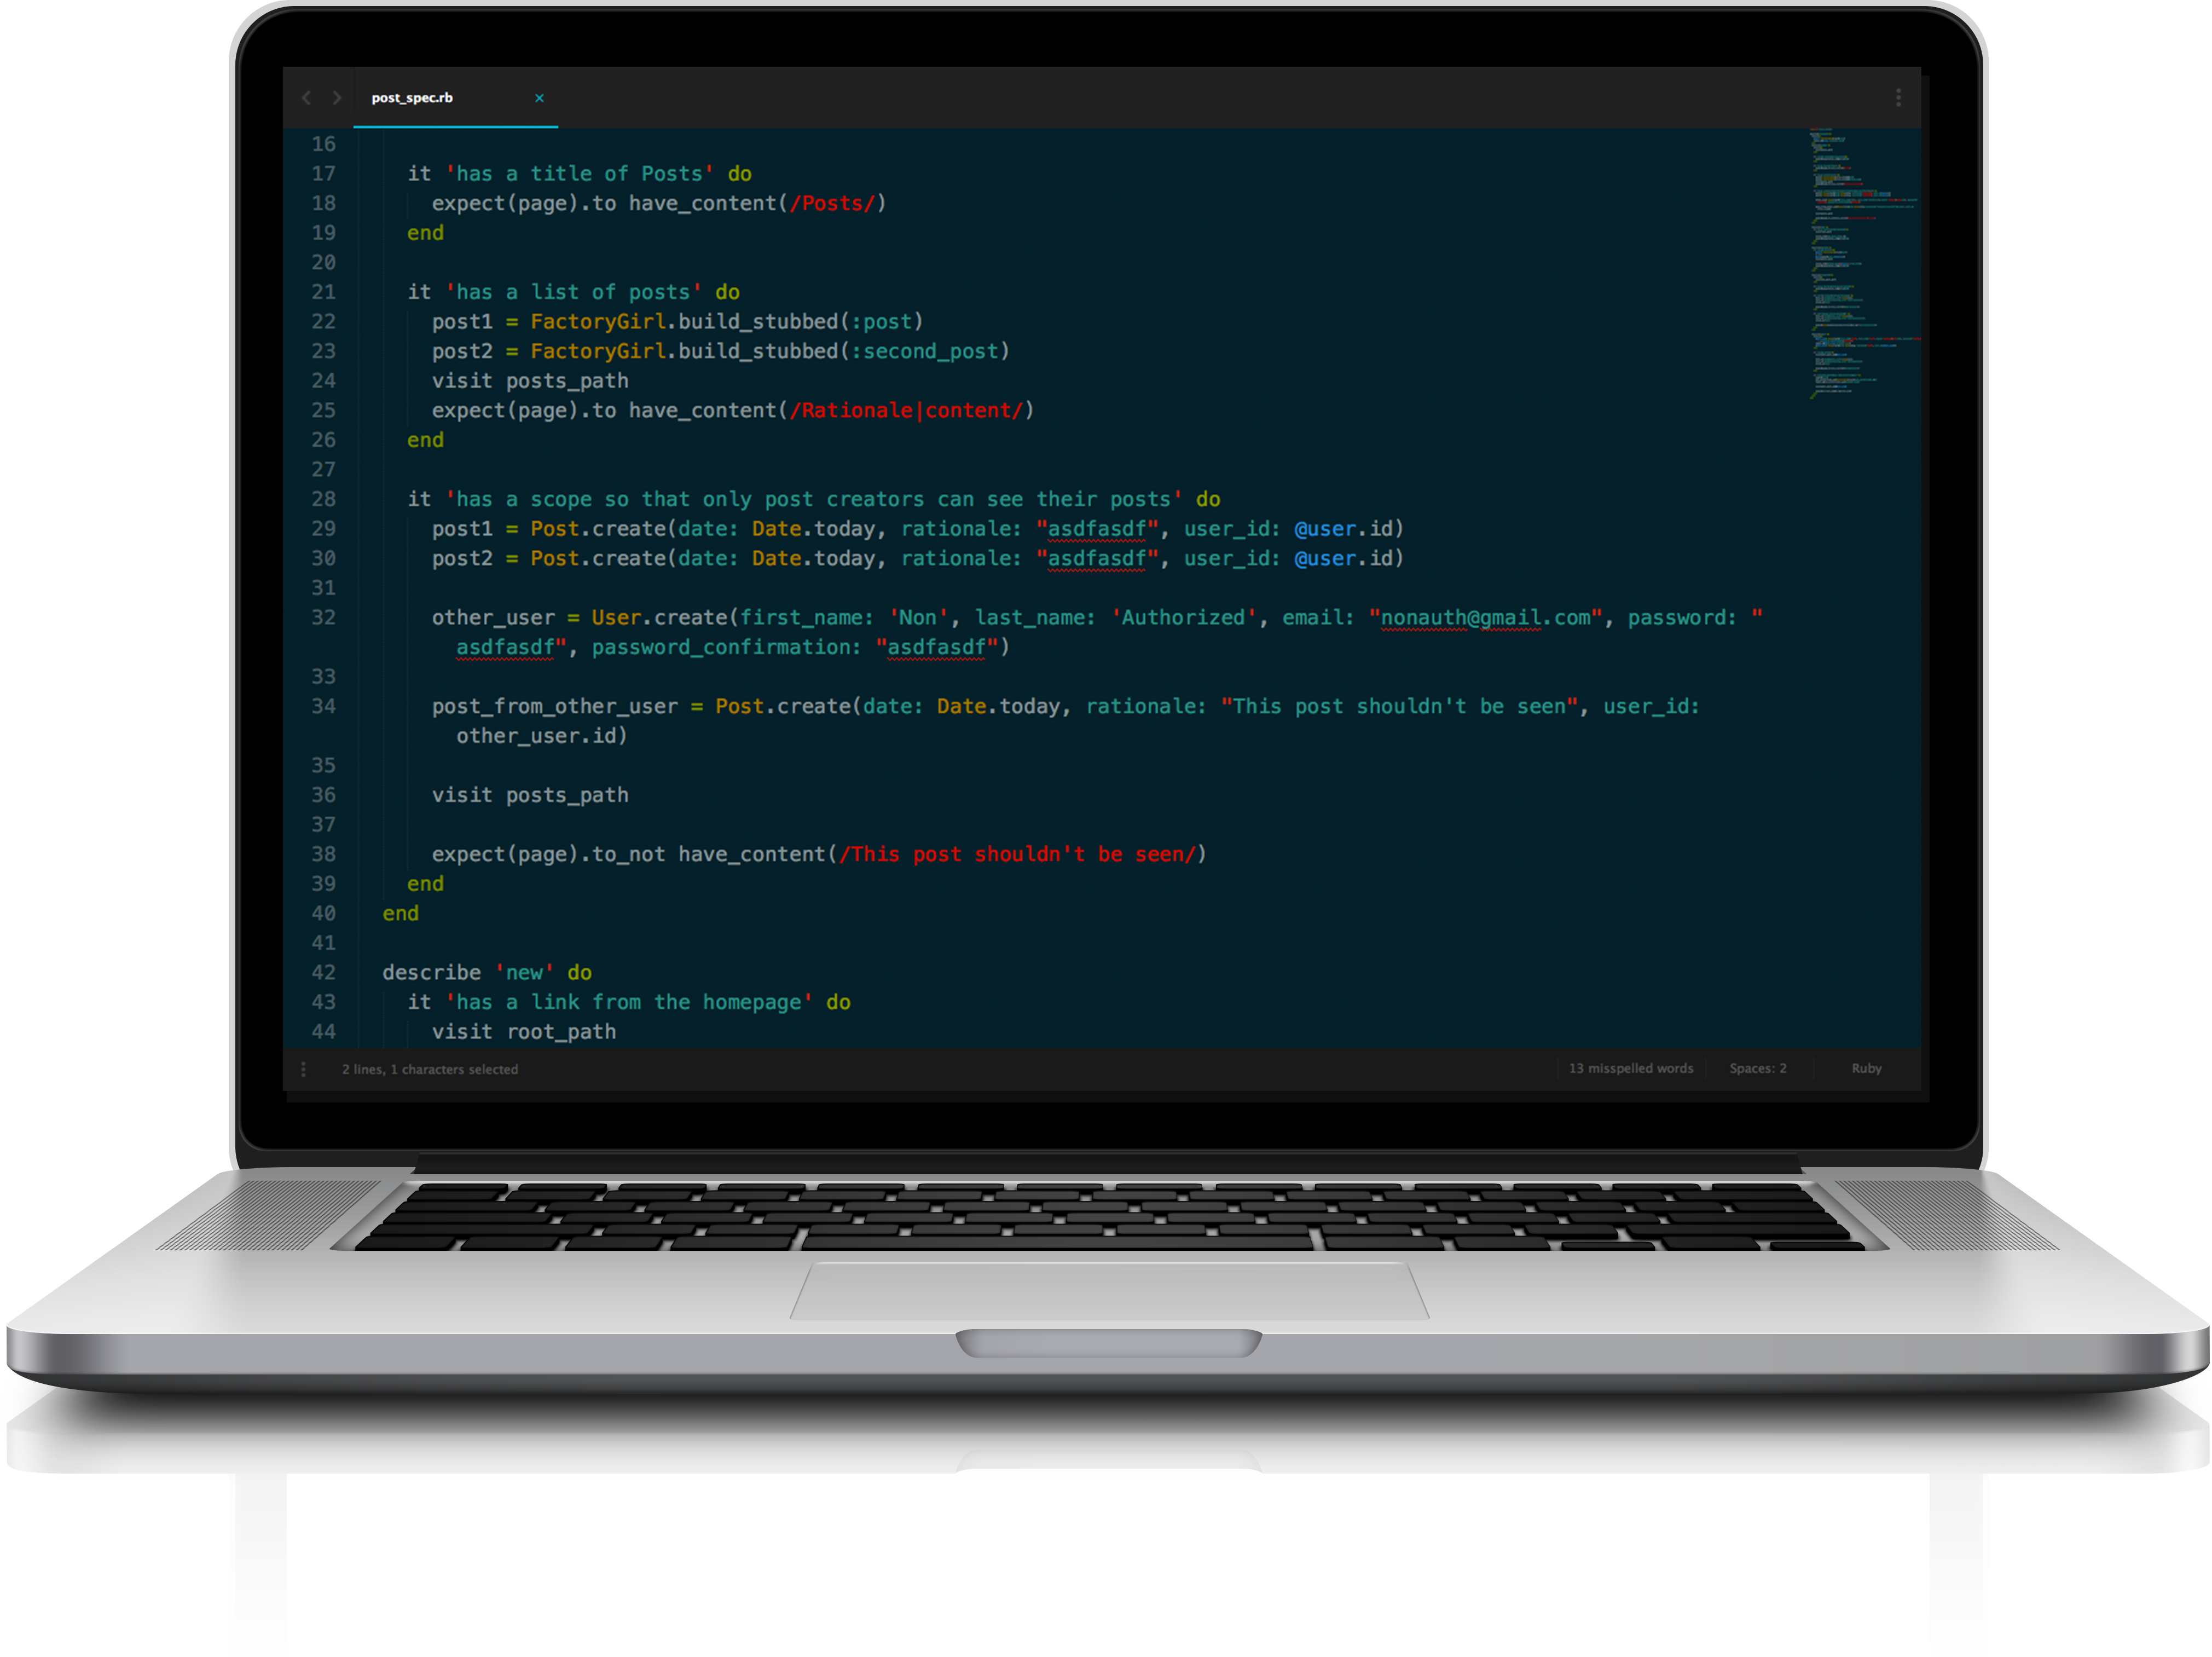 post_spec.rb ×
16
17 it 'has a title of Posts' do
18 expect(page).to have_content(/Posts/)
19 end
20
21 it 'has a list of posts' do
22 post1 = FactoryGirl.build_stubbed(:post)
23 post2 = FactoryGirl.build_stubbed(:second_post)
24 visit posts_path
25 expect(page).to have_content(/Rationale|content/)
26 end
27
28 it 'has a scope so that only post creators can see their posts' do
29 post1 = Post.create(date: Date.today, rationale: "asdfasdf", user_id: @user.id)
30 post2 = Post.create(date: Date.today, rationale: "asdfasdf", user_id: @user.id)
31
32 other_user = User.create(first_name: 'Non', last_name: 'Authorized', email: "nonauth@gmail.com", password: "
asdfasdf", password_confirmation: "asdfasdf")
33
34 post_from_other_user = Post.create(date: Date.today, rationale: "This post shouldn't be seen", user_id:
other_user.id)
35
36 visit posts_path
37
38 expect(page).to_not have_content(/This post shouldn't be seen/)
39 end
40 end
41
42 describe 'new' do
43 it 'has a link from the homepage' do
44 visit root_path
2 lines, 1 characters selected 13 misspelled words Spaces: 2 Ruby